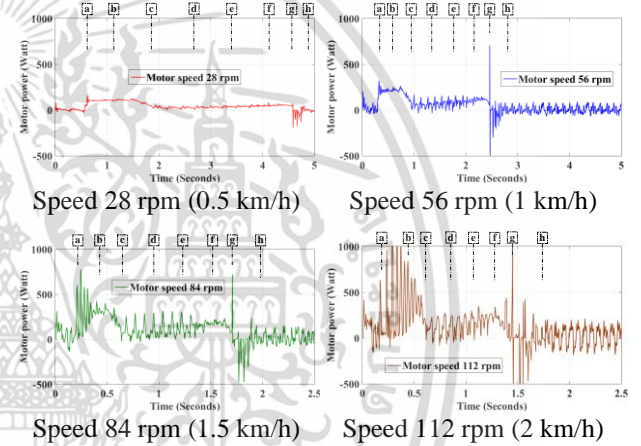 a b c d e f g h
a b c d e f g h
1000
500
0
-500
Motor power (Watt)
Motor speed 28 rpm
0 1 2 3 4 5
Time (Seconds)
1000
500
0
-500
Motor power (Watt)
Motor speed 56 rpm
0 1 2 3 4 5
Time (Seconds)
Speed 28 rpm (0.5 km/h)
Speed 56 rpm (1 km/h)
a b c d e f g h
a b c d e f g h
1000
500
0
-500
Motor power (Watt)
Motor speed 84 rpm
0 0.5 1 1.5 2 2.5
Time (Seconds)
1000
500
0
-500
Motor power (Watt)
Motor speed 112 rpm
0 0.5 1 1.5 2 2.5
Time (Seconds)
Speed 84 rpm (1.5 km/h)
Speed 112 rpm (2 km/h)